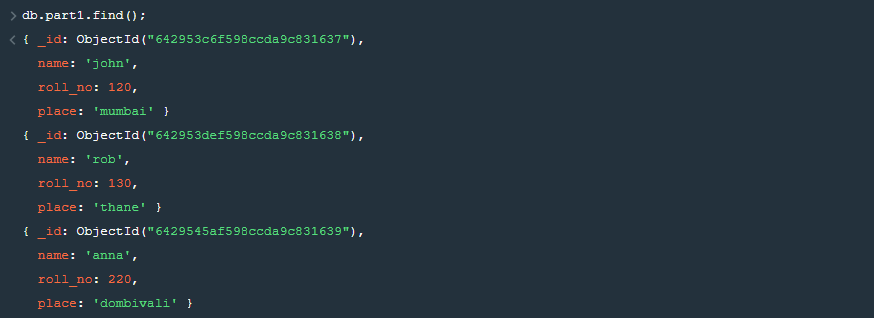 > db.part1.find();
< { _id: ObjectId("642953c6f598ccda9c831637"),
name: 'john',
roll_no: 120,
place: 'mumbai' }
{ _id: ObjectId("642953def598ccda9c831638"),
name: 'rob',
roll_no: 130,
place: 'thane' }
{ _id: ObjectId("6429545af598ccda9c831639"),
name: 'anna',
roll_no: 220,
place: 'dombivali' }